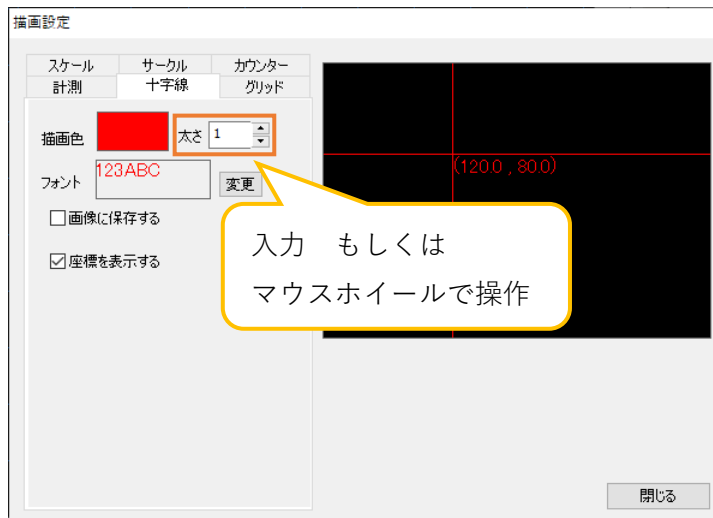 描画設定
スケール サークル カウンター
計測 十字線 グリッド
描画色 太さ 1
フォント 123ABC 変更
画像に保存する
座標を表示する
(120.0 , 80.0)
入力　もしくは
マウスホイールで操作
閉じる